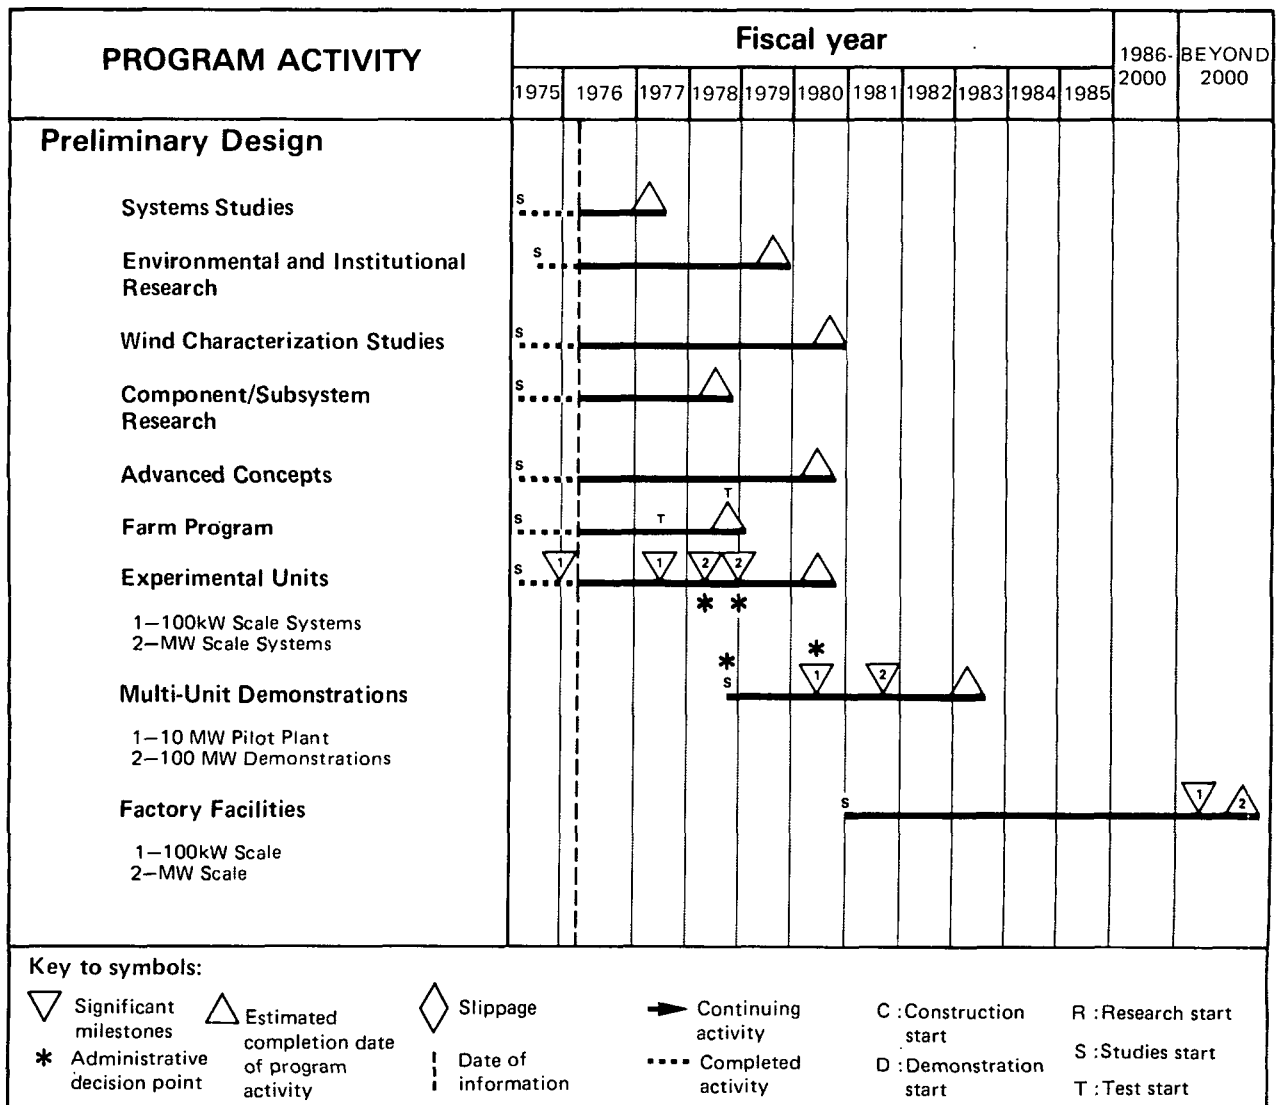 PROGRAM ACTIVITY
Fiscal year
1986-
2000
BEYOND
2000
1975 1976 1977 1978 1979 1980 1981 1982 1983 1984 1985
Preliminary Design
S
Systems Studies
S
Environmental and Institutional
Research
S
Wind Characterization Studies
S
Component/Subsystem
Research
S
Advanced Concepts
T
S T
Farm Program
1 1 2 2
S
Experimental Units
* *
1–100kW Scale Systems
2–MW Scale Systems
* *
S 1 2
Multi-Unit Demonstrations
1–10 MW Pilot Plant
2–100 MW Demonstrations
S 1 2
Factory Facilities
1–100kW Scale
2–MW Scale
Key to symbols:
Significant
milestones
* Administrative
decision point
Estimated
completion date
of program
activity
Slippage
Date of
information
Continuing
activity
Completed
activity
C :Construction
start
D :Demonstration
start
R :Research start
S :Studies start
T :Test start